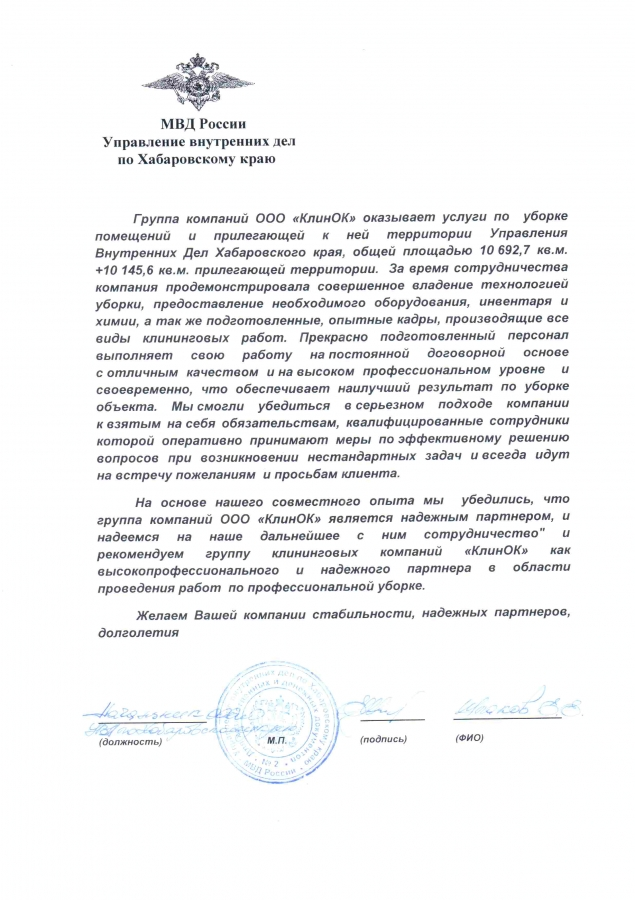 МВД России
Управление внутренних дел
по Хабаровскому краю
Группа компаний ООО «КлинОК» оказывает услуги по уборке
помещений и прилегающей к ней территории Управления
Внутренних Дел Хабаровского края, общей площадью 10 692,7 кв.м.
+10 145,6 кв.м. прилегающей территории. За время сотрудничества
компания продемонстрировала совершенное владение технологией
уборки, предоставление необходимого оборудования, инвентаря и
химии, а так же подготовленные, опытные кадры, производящие все
виды клининговых работ. Прекрасно подготовленный персонал
выполняет свою работу на постоянной договорной основе
с отличным качеством и на высоком профессиональном уровне и
своевременно, что обеспечивает наилучший результат по уборке
объекта. Мы смогли убедиться в серьезном подходе компании
к взятым на себя обязательствам, квалифицированные сотрудники
которой оперативно принимают меры по эффективному решению
вопросов при возникновении нестандартных задач и всегда идут
на встречу пожеланиям и просьбам клиента.
На основе нашего совместного опыта мы убедились, что
группа компаний ООО «КлинОК» является надежным партнером, и
надеемся на наше дальнейшее с ним сотрудничество" и
рекомендуем группу клининговых компаний «КлинОК» как
высокопрофессионального и надежного партнера в области
проведения работ по профессиональной уборке.
Желаем Вашей компании стабильности, надежных партнеров,
долголетия
Начальник
(должность)
М.П.
(подпись)
(ФИО)
№ 2
МВД России